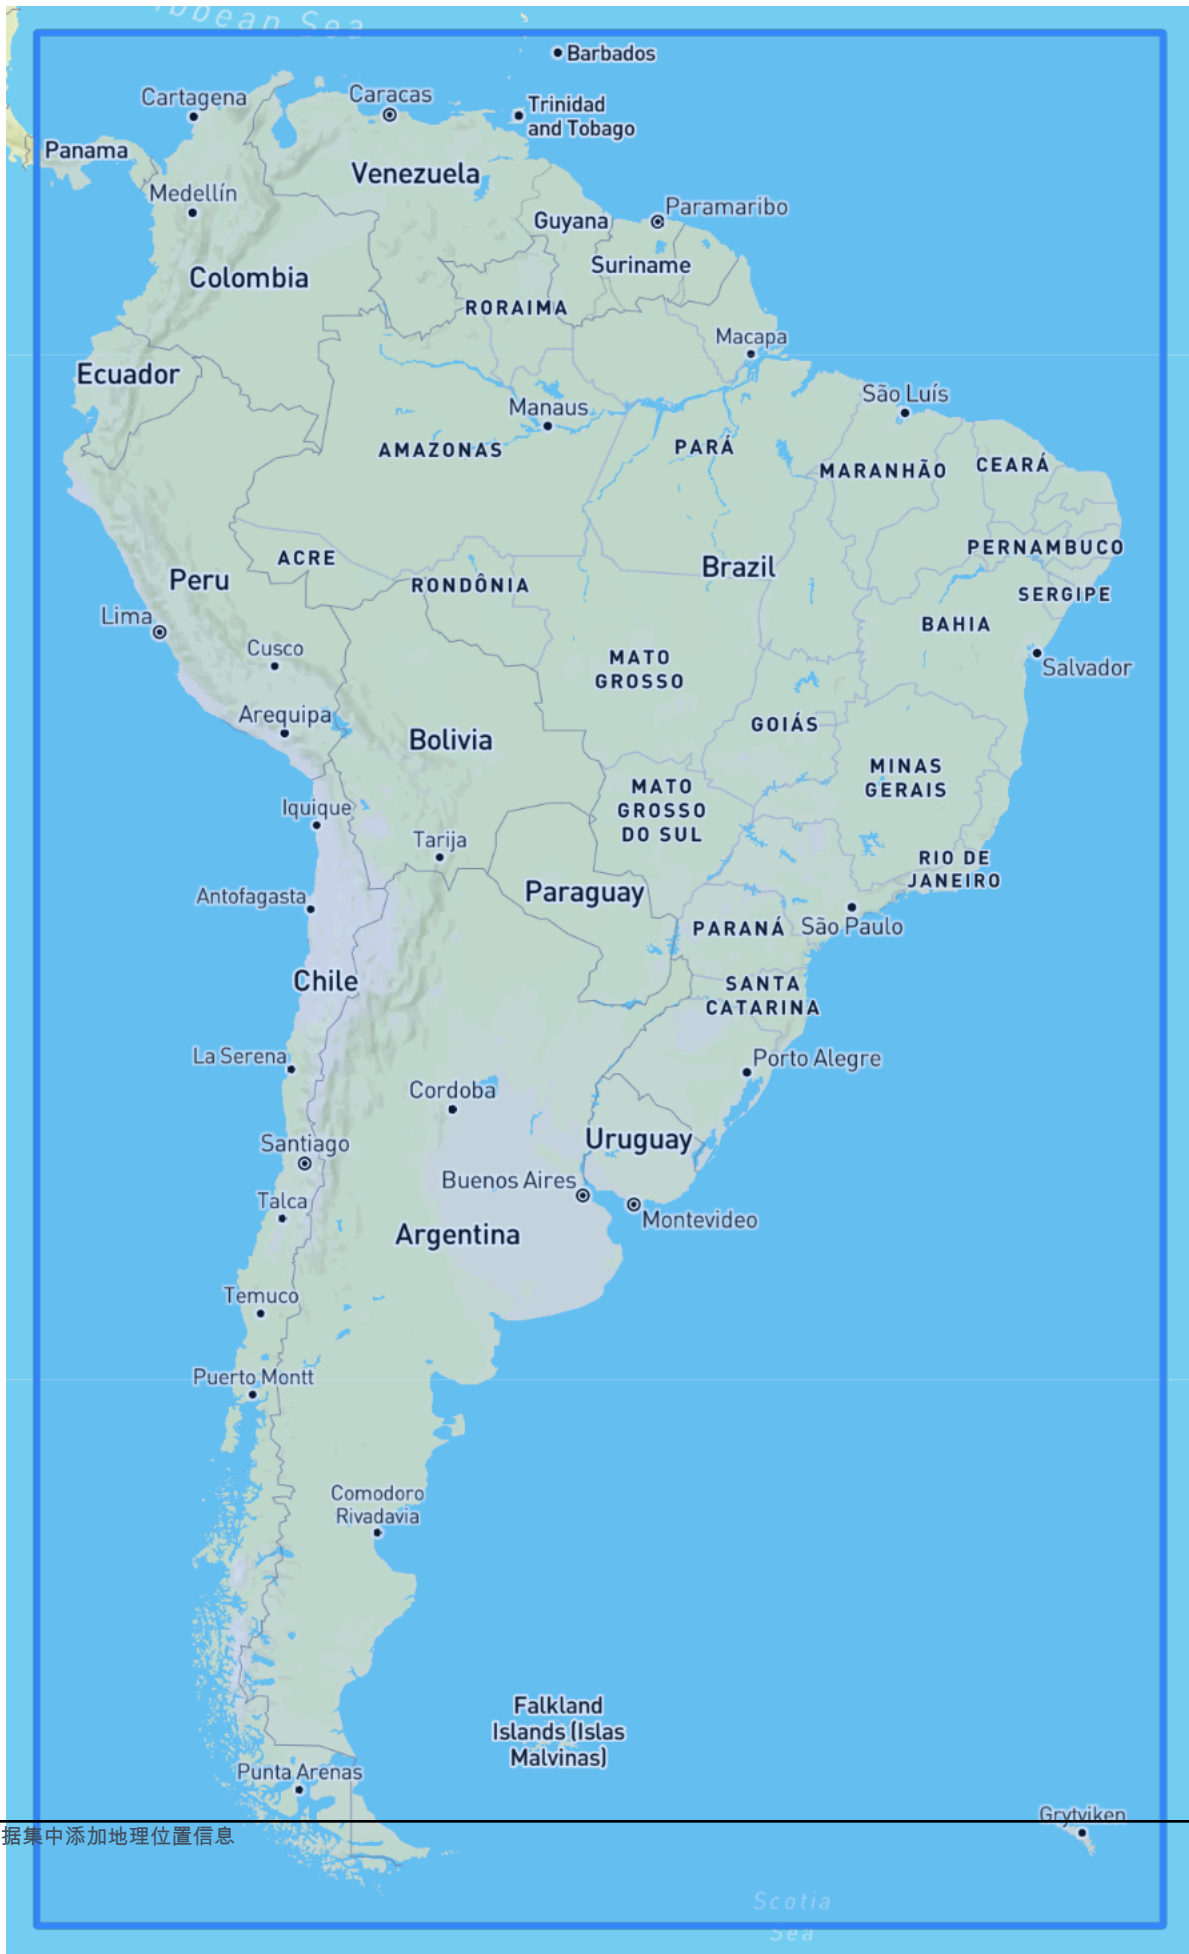 bbean Sea
Barbados
Cartagena
Caracas
Trinidad
and Tobago
Panama
Venezuela
Medellín
Paramaribo
Guyana
Suriname
Colombia
RORAIMA
Macapa
Ecuador
São Luís
Manaus
AMAZONAS
PARÁ
MARANHÃO
CEARÁ
PERNAMBUCO
ACRE
Brazil
Peru
RONDÔNIA
SERGIPE
Lima
BAHIA
Cusco
MATO
GROSSO
Salvador
Arequipa
GOIÁS
Bolivia
MINAS
GERAIS
MATO
GROSSO
DO SUL
Iquique
Tarija
RIO DE
JANEIRO
Antofagasta
Paraguay
PARANÁ
São Paulo
Chile
SANTA
CATARINA
La Serena
Porto Alegre
Cordoba
Santiago
Uruguay
Buenos Aires
Talca
Montevideo
Argentina
Temuco
Puerto Montt
Comodoro
Rivadavia
Falkland
Islands (Islas
Malvinas)
Punta Arenas
Grytviken
据集中添加地理位置信息
Scotia
Sea